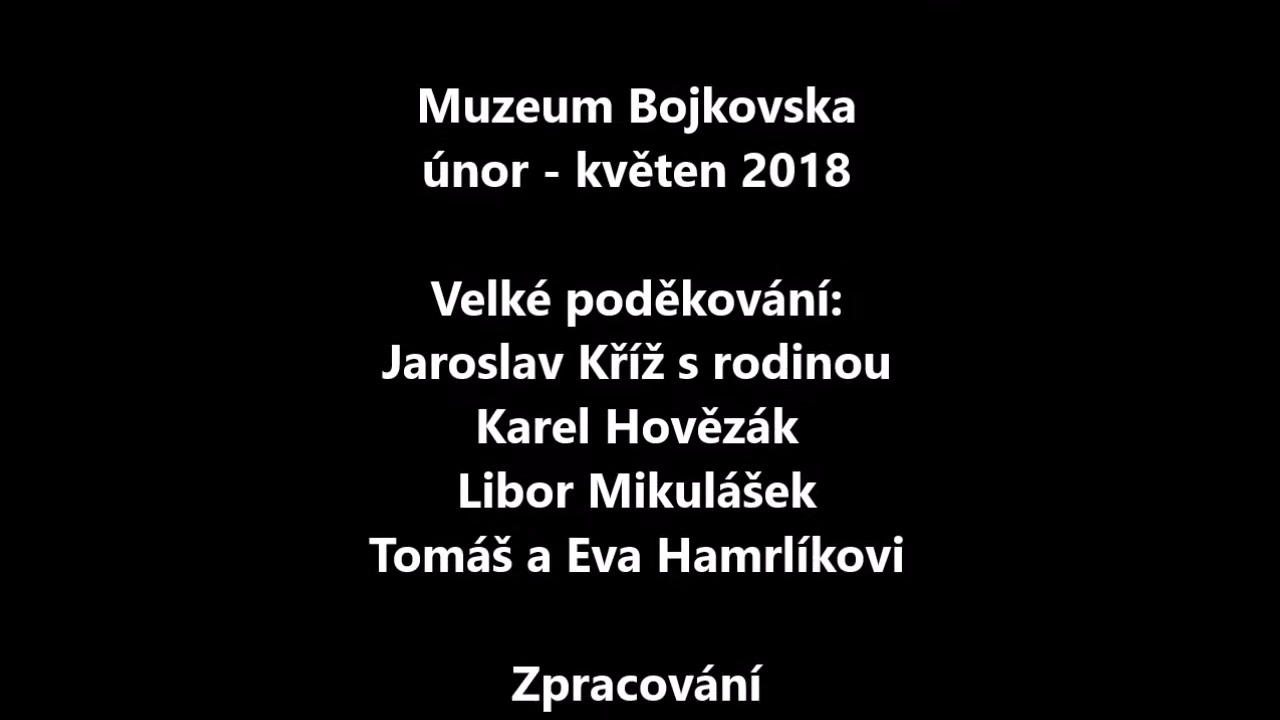 Muzeum Bojkovska
únor - květen 2018
Velké poděkování:
Jaroslav Kříž s rodinou
Karel Hovězák
Libor Mikulášek
Tomáš a Eva Hamrlíkovi
Zpracování